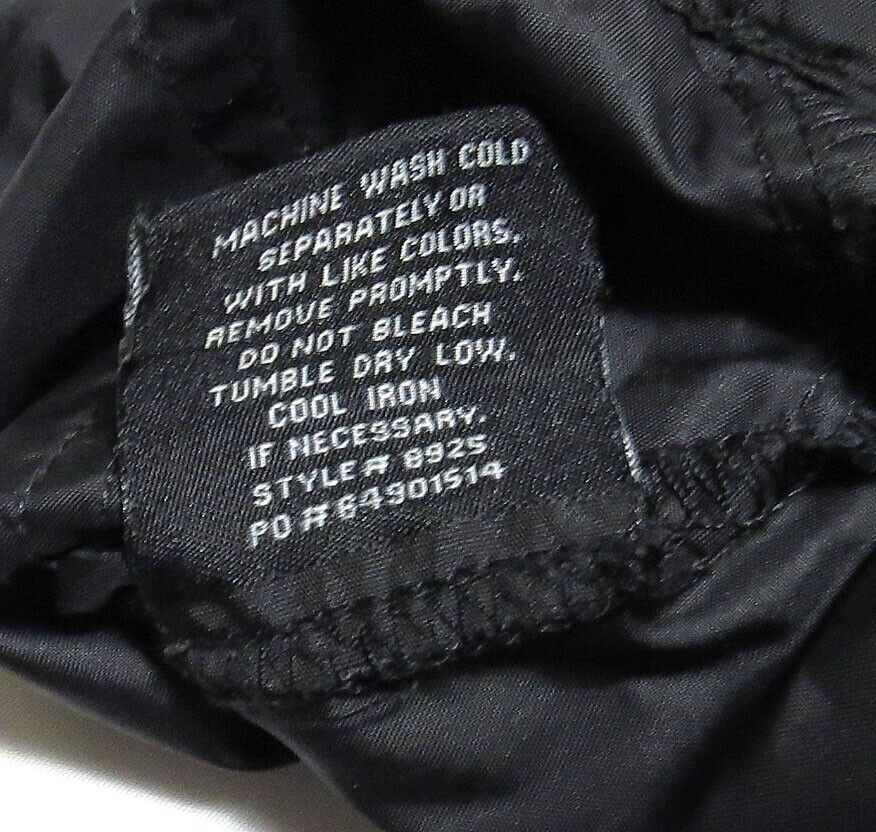 MACHINE WASH COLD
SEPARATELY OR
WITH LIKE COLORS.
REMOVE PROMPTLY.
DO NOT BLEACH
TUMBLE DRY LOW.
COOL IRON
IF NECESSARY.
STYLE# 8925
PO# 64901514